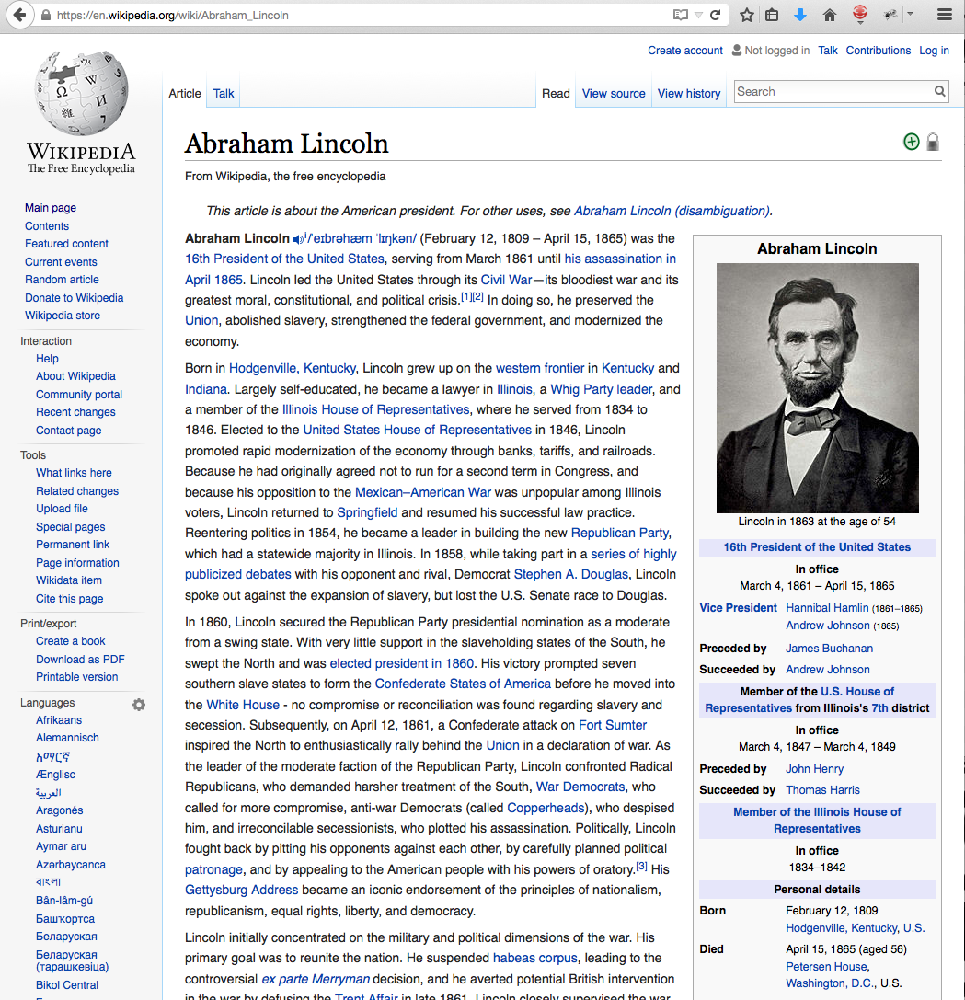 https://en.wikipedia.org/wiki/Abraham_Lincoln
Create account Not logged in Talk Contributions Log in
Article Talk Read View source View history Search
WIKIPEDIA
The Free Encyclopedia
Main page
Contents
Featured content
Current events
Random article
Donate to Wikipedia
Wikipedia store
Interaction
Help
About Wikipedia
Community portal
Recent changes
Contact page
Tools
What links here
Related changes
Upload file
Special pages
Permanent link
Page information
Wikidata item
Cite this page
Print/export
Create a book
Download as PDF
Printable version
Languages
Afrikaans
Alemannisch
አማርኛ
Ænglisc
العربية
Aragonés
Asturianu
Aymar aru
Azərbaycanca
বাংলা
Bân-lâm-gú
Башҡортса
Беларуская
Беларуская
(тарашкевіца)
Bikol Central
Abraham Lincoln
From Wikipedia, the free encyclopedia
This article is about the American president. For other uses, see Abraham Lincoln (disambiguation).
Abraham Lincoln i/ˈeɪbrəhæm ˈlɪŋkən/ (February 12, 1809 – April 15, 1865) was the
16th President of the United States, serving from March 1861 until his assassination in
April 1865. Lincoln led the United States through its Civil War—its bloodiest war and its
greatest moral, constitutional, and political crisis.[1][2] In doing so, he preserved the
Union, abolished slavery, strengthened the federal government, and modernized the
economy.
Born in Hodgenville, Kentucky, Lincoln grew up on the western frontier in Kentucky and
Indiana. Largely self-educated, he became a lawyer in Illinois, a Whig Party leader, and
a member of the Illinois House of Representatives, where he served from 1834 to
1846. Elected to the United States House of Representatives in 1846, Lincoln
promoted rapid modernization of the economy through banks, tariffs, and railroads.
Because he had originally agreed not to run for a second term in Congress, and
because his opposition to the Mexican–American War was unpopular among Illinois
voters, Lincoln returned to Springfield and resumed his successful law practice.
Reentering politics in 1854, he became a leader in building the new Republican Party,
which had a statewide majority in Illinois. In 1858, while taking part in a series of highly
publicized debates with his opponent and rival, Democrat Stephen A. Douglas, Lincoln
spoke out against the expansion of slavery, but lost the U.S. Senate race to Douglas.
In 1860, Lincoln secured the Republican Party presidential nomination as a moderate
from a swing state. With very little support in the slaveholding states of the South, he
swept the North and was elected president in 1860. His victory prompted seven
southern slave states to form the Confederate States of America before he moved into
the White House - no compromise or reconciliation was found regarding slavery and
secession. Subsequently, on April 12, 1861, a Confederate attack on Fort Sumter
inspired the North to enthusiastically rally behind the Union in a declaration of war. As
the leader of the moderate faction of the Republican Party, Lincoln confronted Radical
Republicans, who demanded harsher treatment of the South, War Democrats, who
called for more compromise, anti-war Democrats (called Copperheads), who despised
him, and irreconcilable secessionists, who plotted his assassination. Politically, Lincoln
fought back by pitting his opponents against each other, by carefully planned political
patronage, and by appealing to the American people with his powers of oratory.[3] His
Gettysburg Address became an iconic endorsement of the principles of nationalism,
republicanism, equal rights, liberty, and democracy.
Lincoln initially concentrated on the military and political dimensions of the war. His
primary goal was to reunite the nation. He suspended habeas corpus, leading to the
controversial ex parte Merryman decision, and he averted potential British intervention
in the war by defusing the Trent Affair in late 1861. Lincoln closely supervised the war
Abraham Lincoln
Lincoln in 1863 at the age of 54
16th President of the United States
In office
March 4, 1861 – April 15, 1865
Vice President Hannibal Hamlin (1861–1865)
Andrew Johnson (1865)
Preceded by James Buchanan
Succeeded by Andrew Johnson
Member of the U.S. House of
Representatives from Illinois's 7th district
In office
March 4, 1847 – March 4, 1849
Preceded by John Henry
Succeeded by Thomas Harris
Member of the Illinois House of
Representatives
In office
1834–1842
Personal details
Born February 12, 1809
Hodgenville, Kentucky, U.S.
Died April 15, 1865 (aged 56)
Petersen House,
Washington, D.C., U.S.